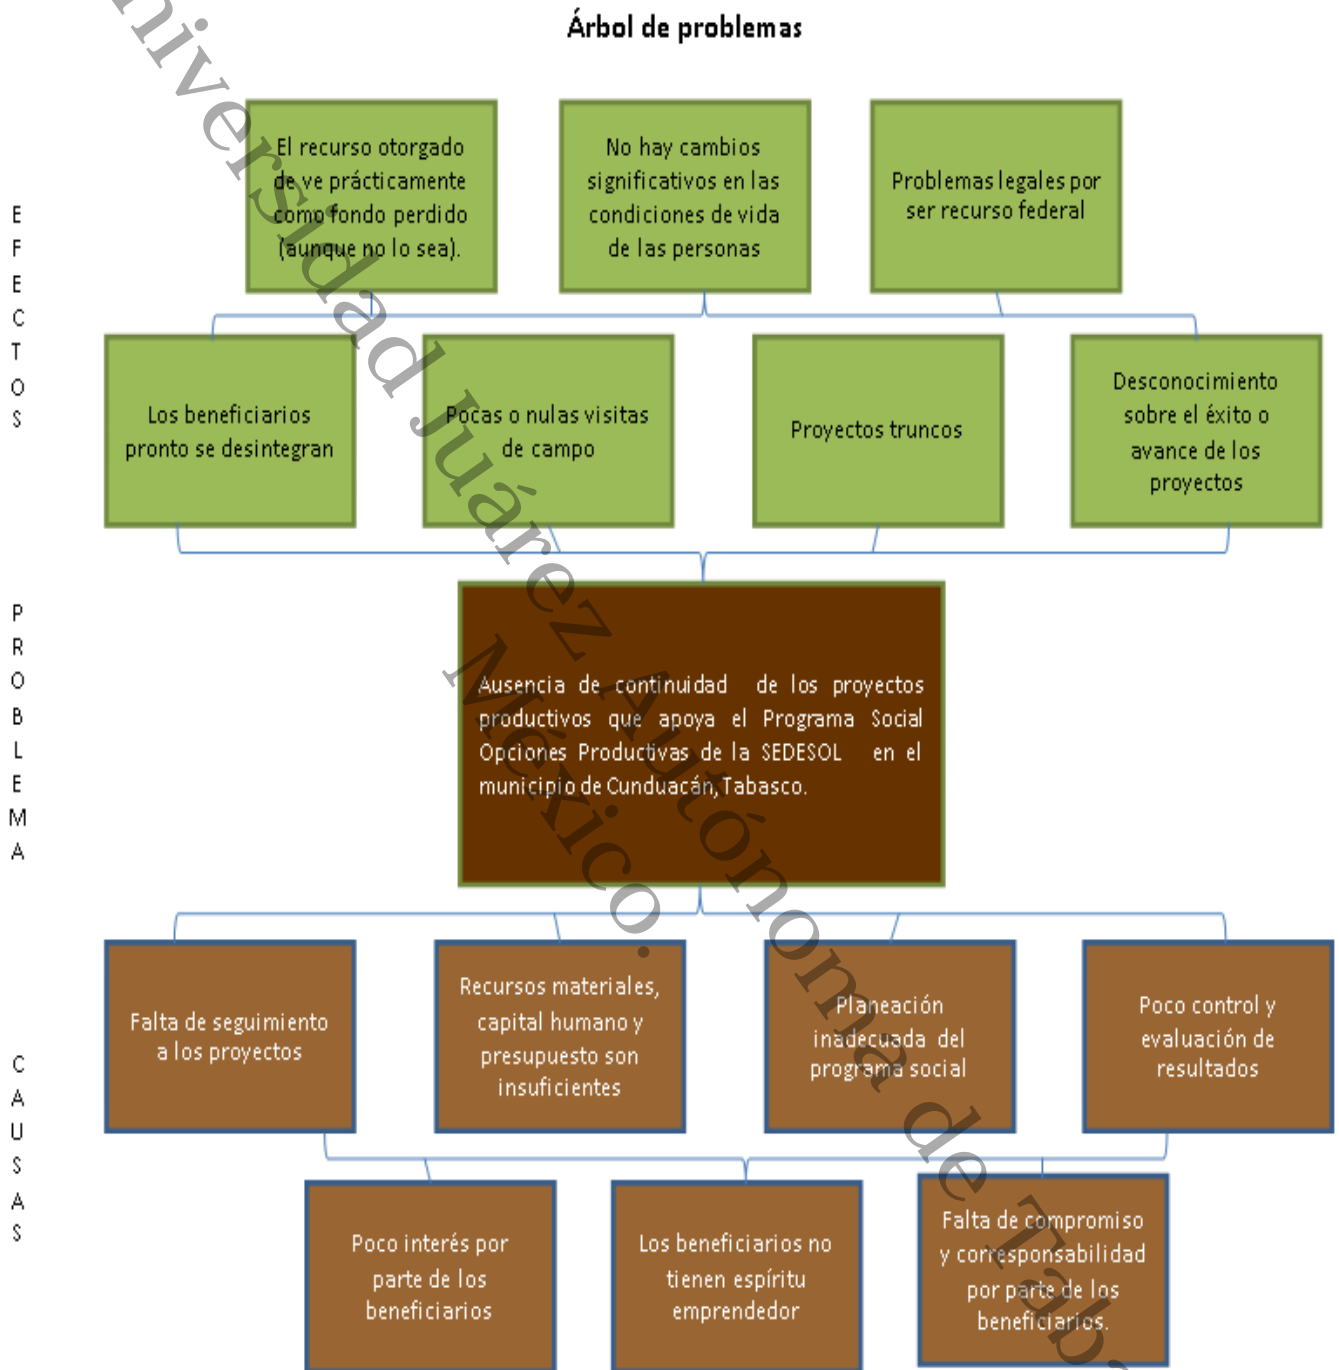 Árbol de problemas
El recurso otorgado
de ve prácticamente
como fondo perdido
(aunque no lo sea).
No hay cambios
significativos en las
condiciones de vida
de las personas
Problemas legales por
ser recurso federal
EFECTOS
Los beneficiarios
pronto se desintegran
Pocas o nulas visitas
de campo
Proyectos truncos
Desconocimiento
sobre el éxito o
avance de los
proyectos
PROBLEMA
Ausencia de continuidad de los proyectos
productivos que apoya el Programa Social
Opciones Productivas de la SEDESOL en el
municipio de Cunduacán, Tabasco.
Falta de seguimiento
a los proyectos
Recursos materiales,
capital humano y
presupuesto son
insuficientes
Planeación
inadecuada del
programa social
Poco control y
evaluación de
resultados
CAUSAS
Poco interés por
parte de los
beneficiarios
Los beneficiarios no
tienen espíritu
emprendedor
Falta de compromiso
y corresponsabilidad
por parte de los
beneficiarios.
niversidad Juárez Autónoma de Tab
México.